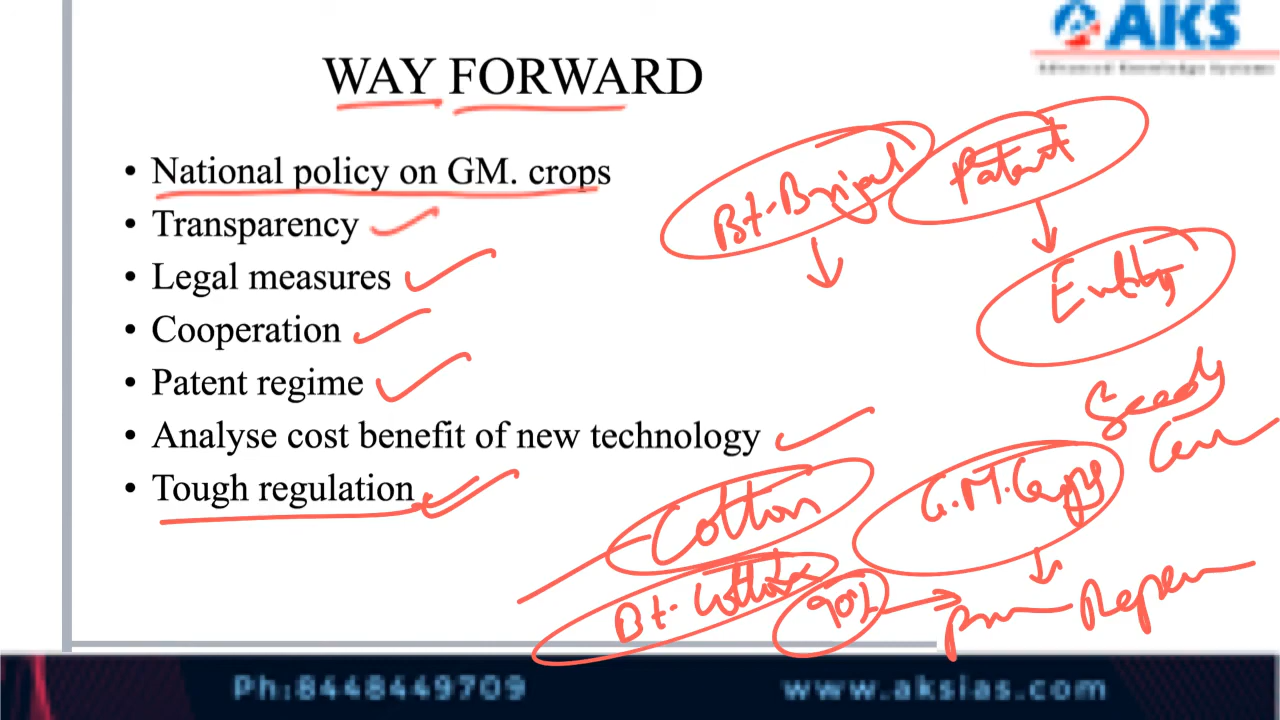 AKS
Advanced Knowledge Systems
WAY FORWARD
• National policy on GM. crops
• Transparency
• Legal measures
• Cooperation
• Patent regime
• Analyse cost benefit of new technology
• Tough regulation
Bt-Brijal
Patent
Entity
Seeds
G.M. Crops
Cotton
Bt-Cotton
90%
Ph:8448449709
www.aksias.com